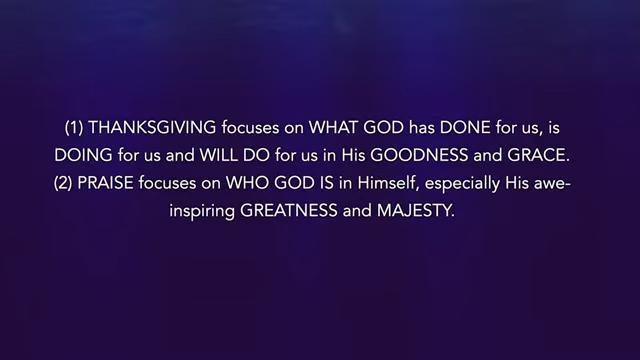 (1) THANKSGIVING focuses on WHAT GOD has DONE for us, is
DOING for us and WILL DO for us in His GOODNESS and GRACE.
(2) PRAISE focuses on WHO GOD IS in Himself, especially His awe-
inspiring GREATNESS and MAJESTY.